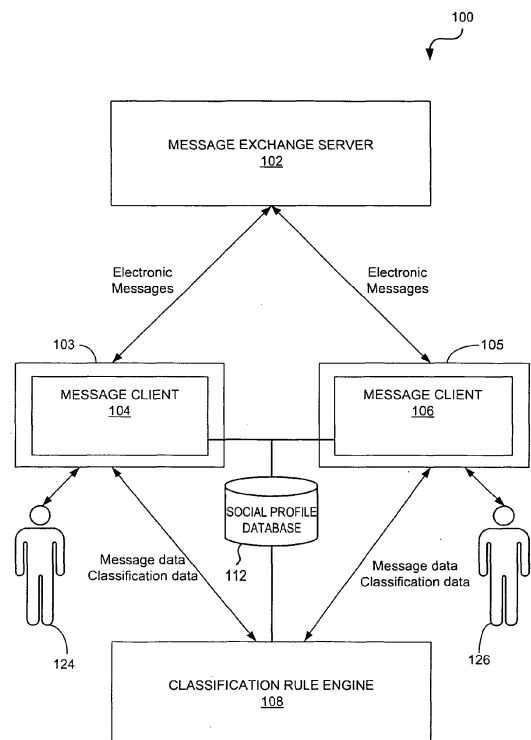 100
MESSAGE EXCHANGE SERVER
102
Electronic
Messages
Electronic
Messages
103
105
MESSAGE CLIENT
104
MESSAGE CLIENT
106
SOCIAL PROFILE
DATABASE
112
Message data
Classification data
Message data
Classification data
124
126
CLASSIFICATION RULE ENGINE
108